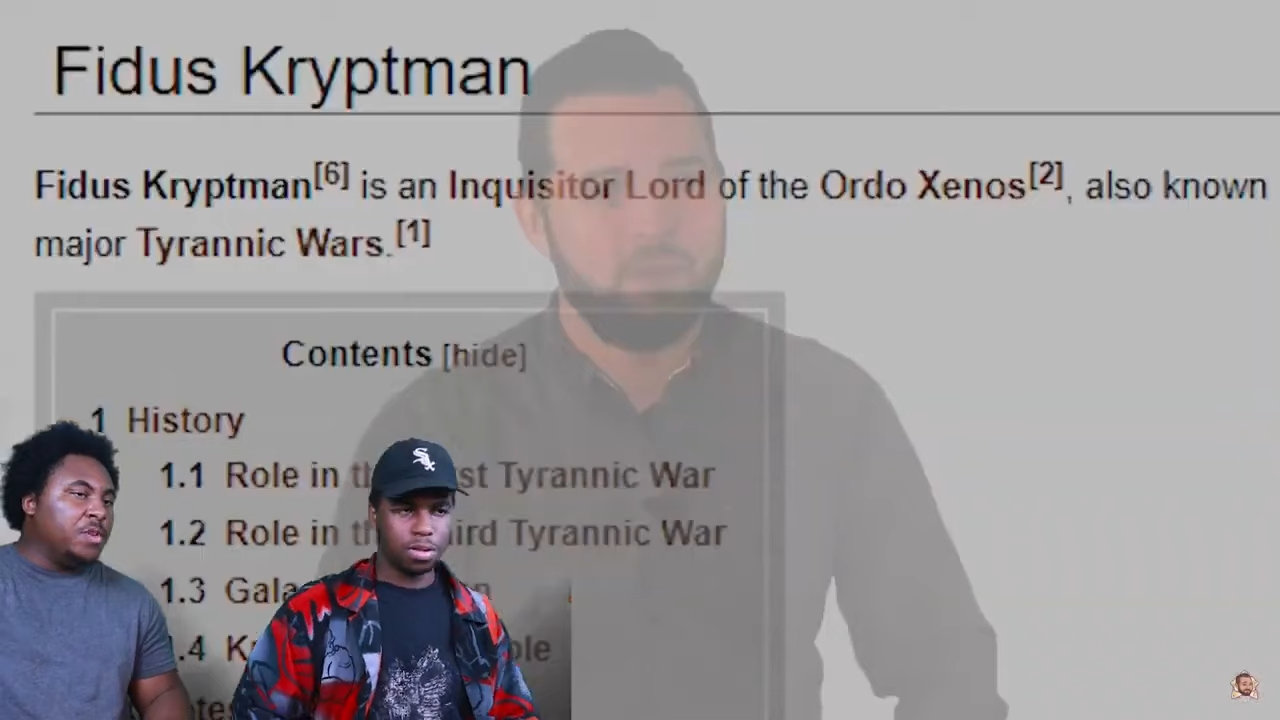 Fidus Kryptman
Fidus Kryptman[6] is an Inquisitor Lord of the Ordo Xenos[2], also known
major Tyrannic Wars.[1]
Contents [hide]
1 History
1.1 Role in st Tyrannic War
1.2 Role in ird Tyrannic War
1.3
.4